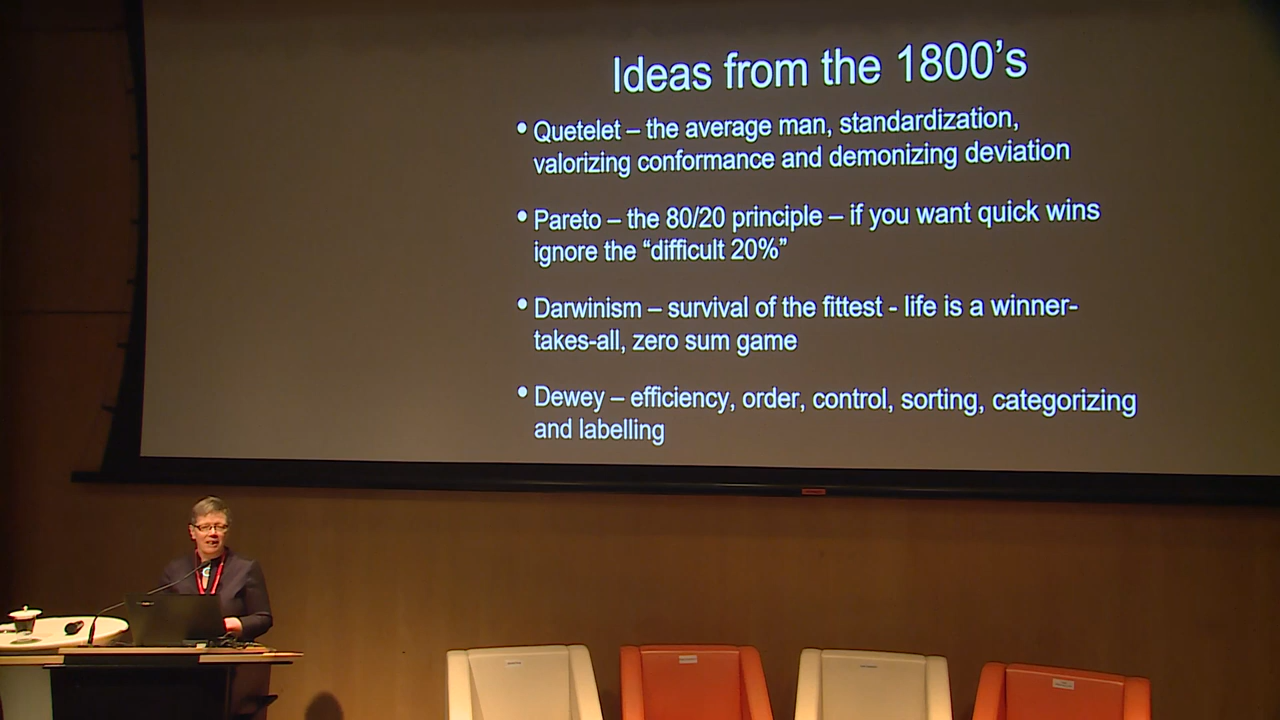 Ideas from the 1800’s
• Quetelet – the average man, standardization,
valorizing conformance and demonizing deviation
• Pareto – the 80/20 principle – if you want quick wins
ignore the “difficult 20%”
• Darwinism – survival of the fittest - life is a winner-
takes-all, zero sum game
• Dewey – efficiency, order, control, sorting, categorizing
and labelling